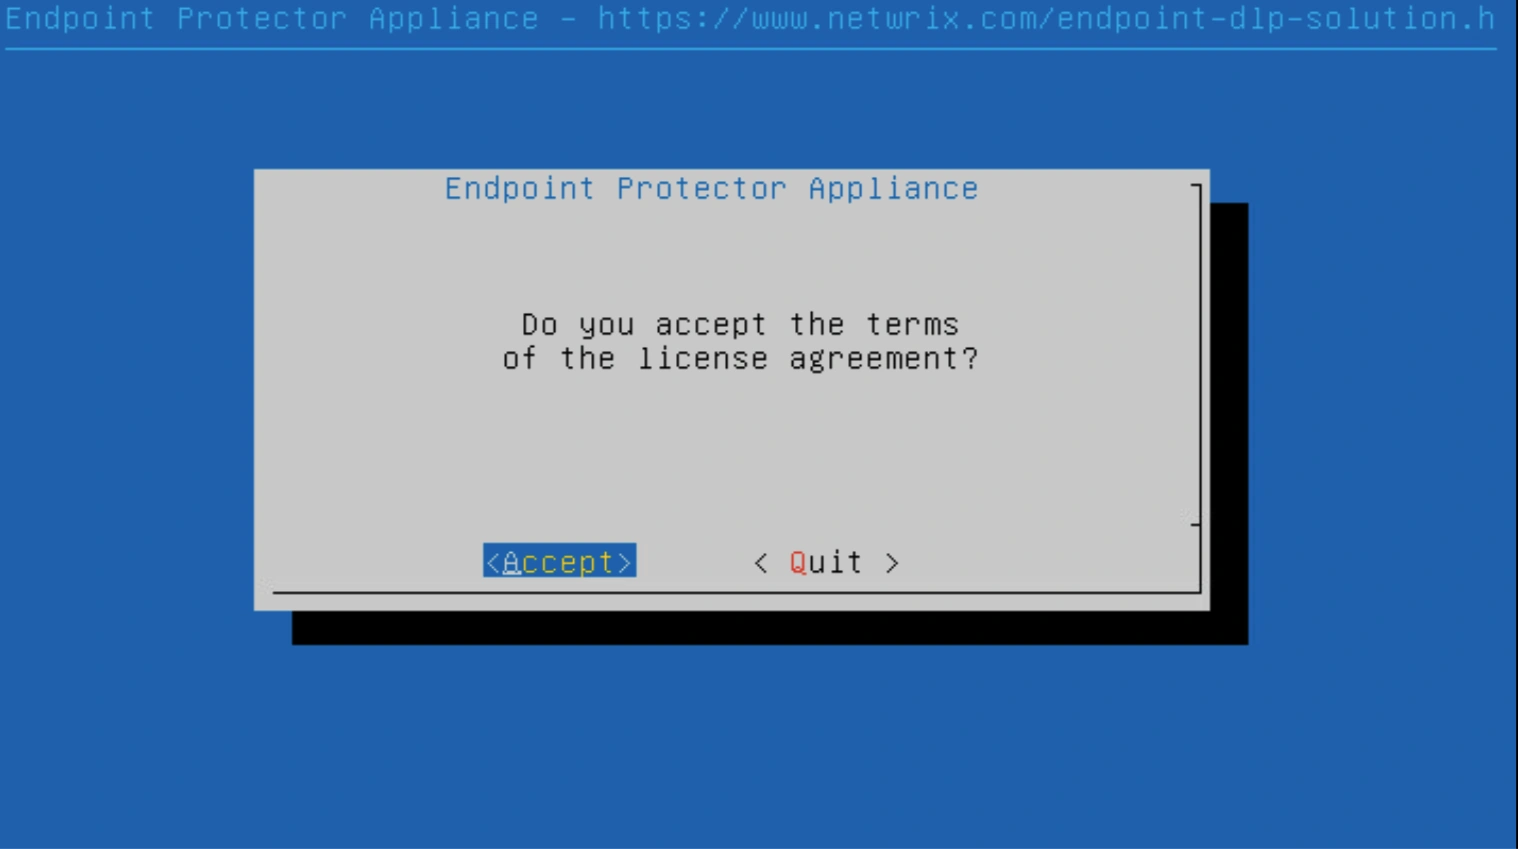 Endpoint Protector Appliance - https://www.netwrix.com/endpoint-dlp-solution.h
Endpoint Protector Appliance
Do you accept the terms
of the license agreement?
<Accept> < Quit >